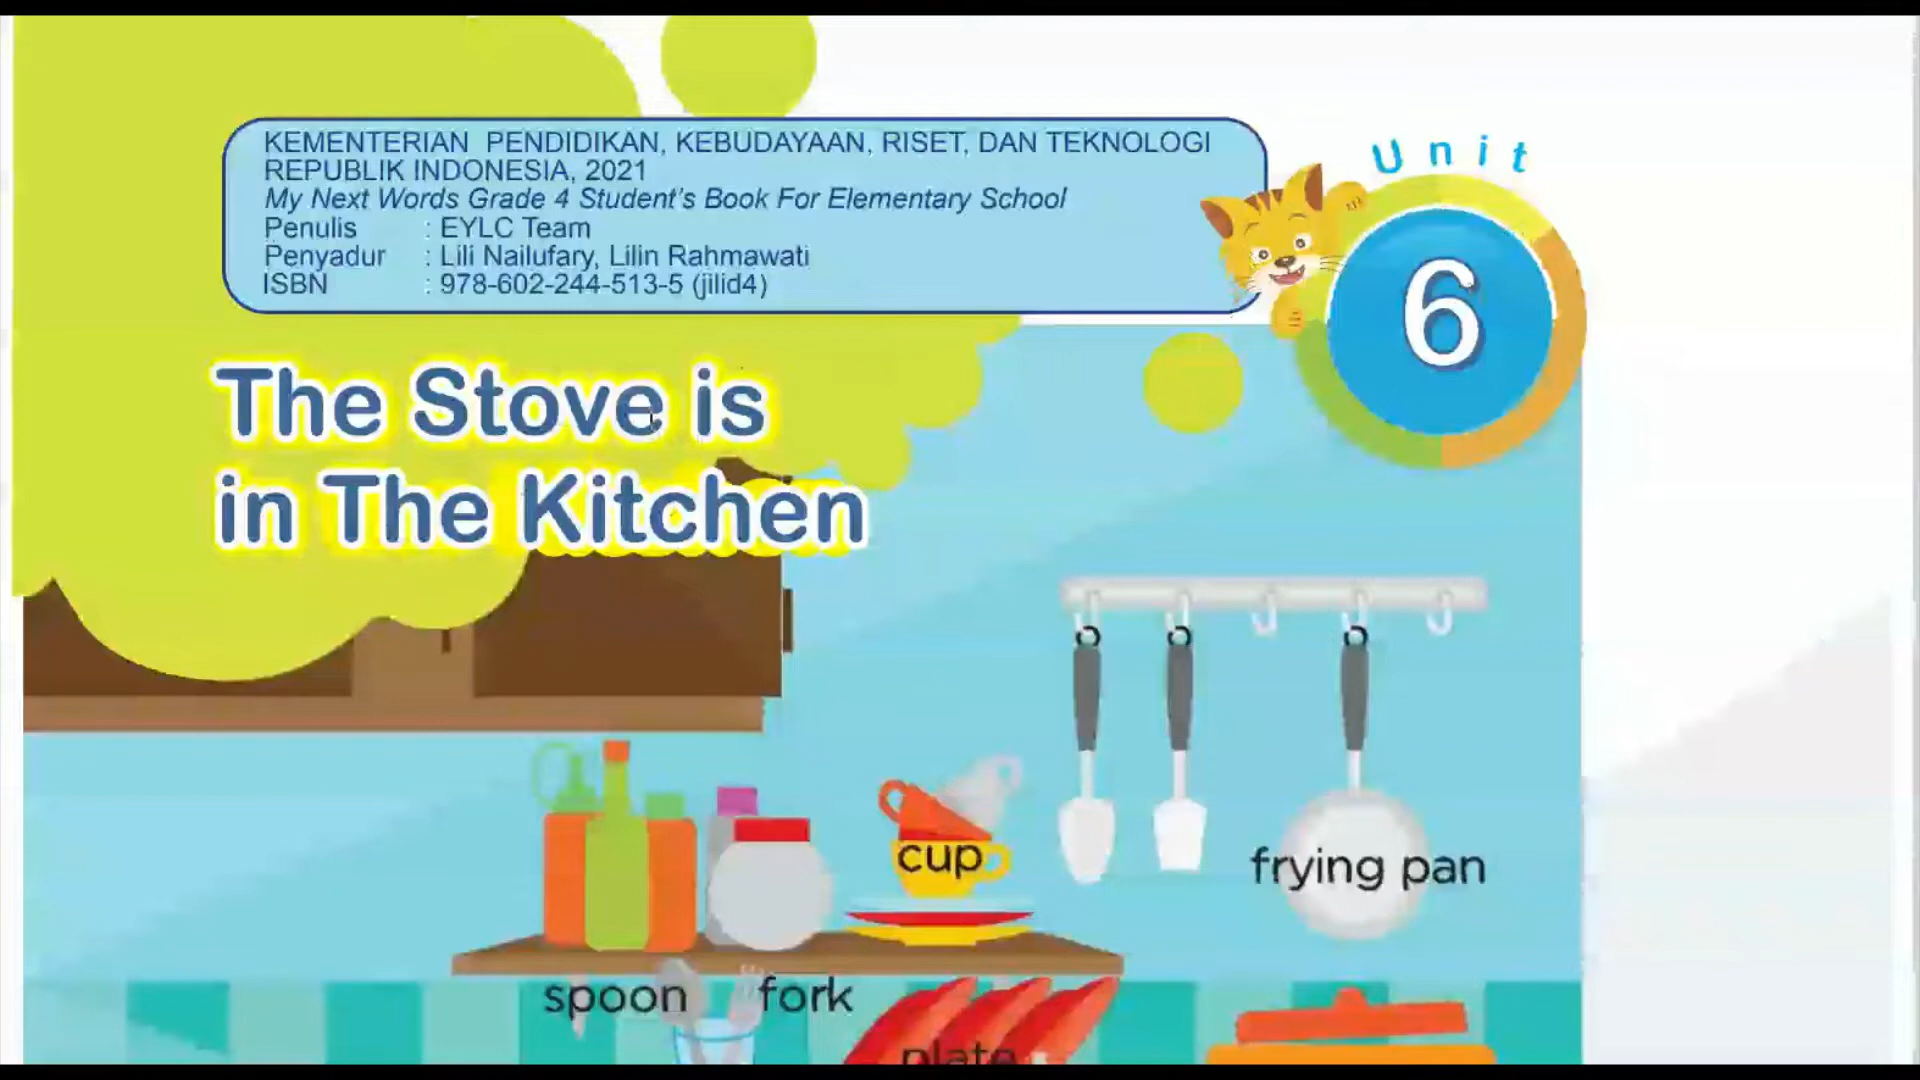 KEMENTERIAN PENDIDIKAN, KEBUDAYAAN, RISET, DAN TEKNOLOGI
REPUBLIK INDONESIA, 2021
My Next Words Grade 4 Student's Book For Elementary School
Penulis : EYLC Team
Penyadur : Lili Nailufary, Lilin Rahmawati
ISBN : 978-602-244-513-5 (jilid4)
Unit
6
The Stove is
in The Kitchen
cup
frying pan
spoon
fork
plate